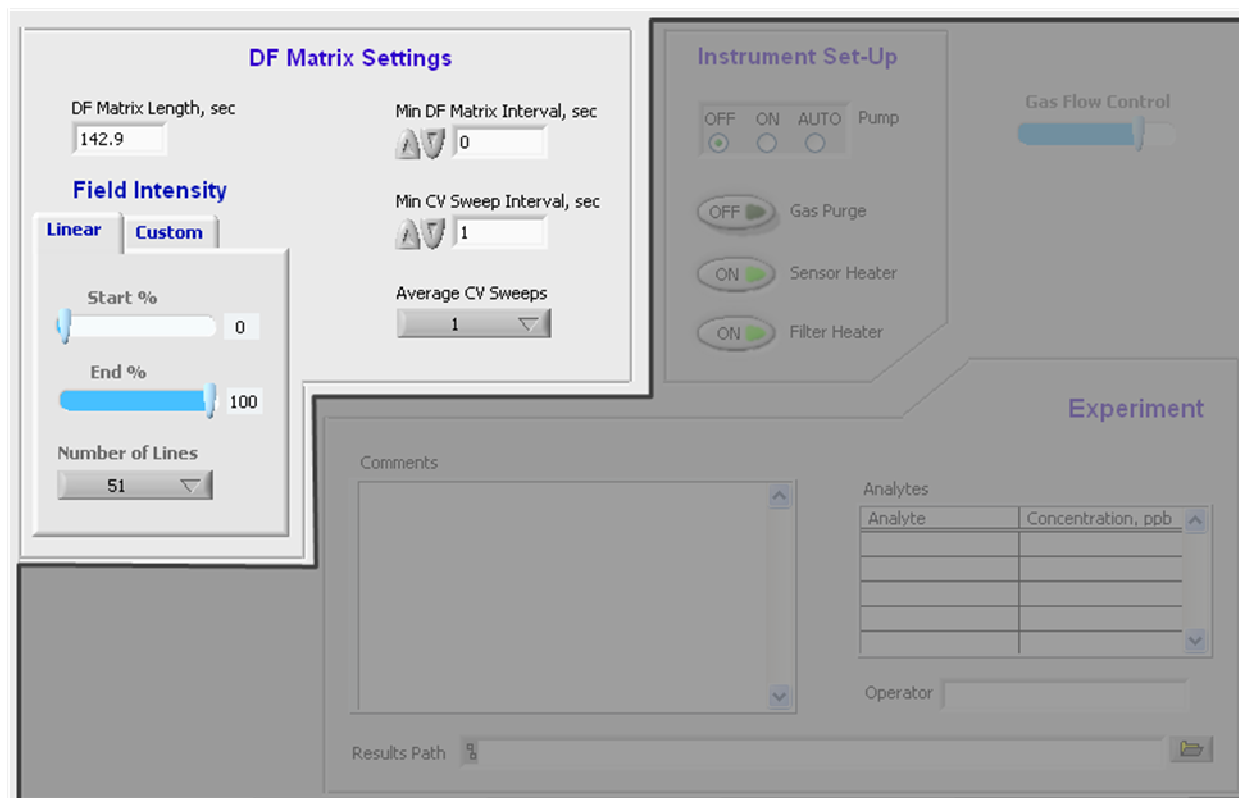 DF Matrix Settings
DF Matrix Length, sec
142.9
Min DF Matrix Interval, sec
0
Field Intensity
Linear
Custom
Min CV Sweep Interval, sec
1
Start %
0
Average CV Sweeps
1
End %
100
Number of Lines
51
Instrument Set-Up
OFF ON AUTO Pump
OFF Gas Purge
ON Sensor Heater
ON Filter Heater
Gas Flow Control
Experiment
Comments
Analytes
Analyte Concentration, ppb
Operator
Results Path